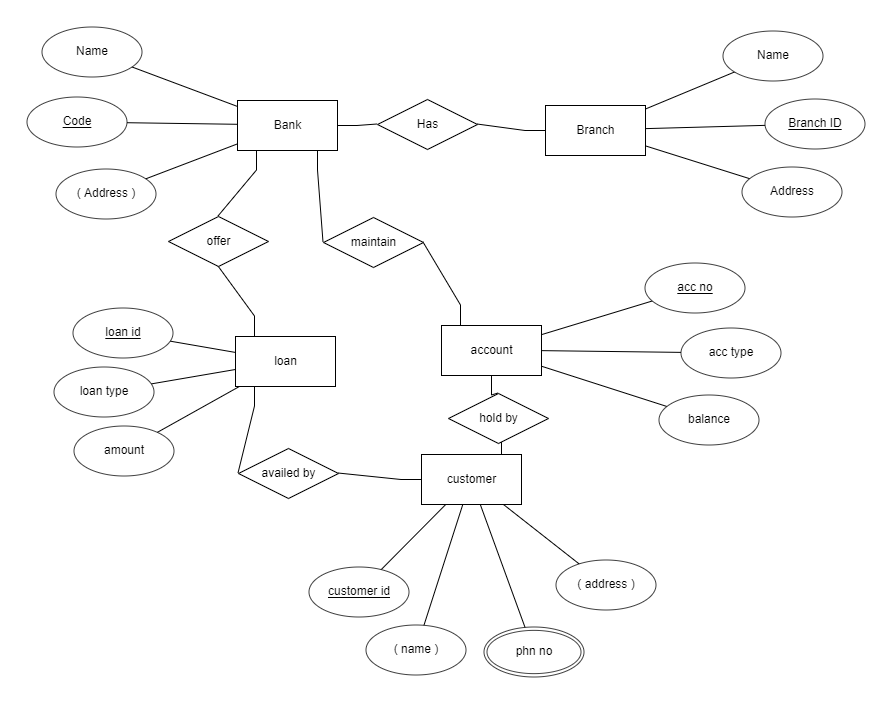 Name
Name
Code
Bank
Has
Branch
Branch ID
( Address )
Address
offer
maintain
acc no
loan id
loan
account
acc type
loan type
hold by
balance
amount
availed by
customer
customer id
( address )
( name )
phn no